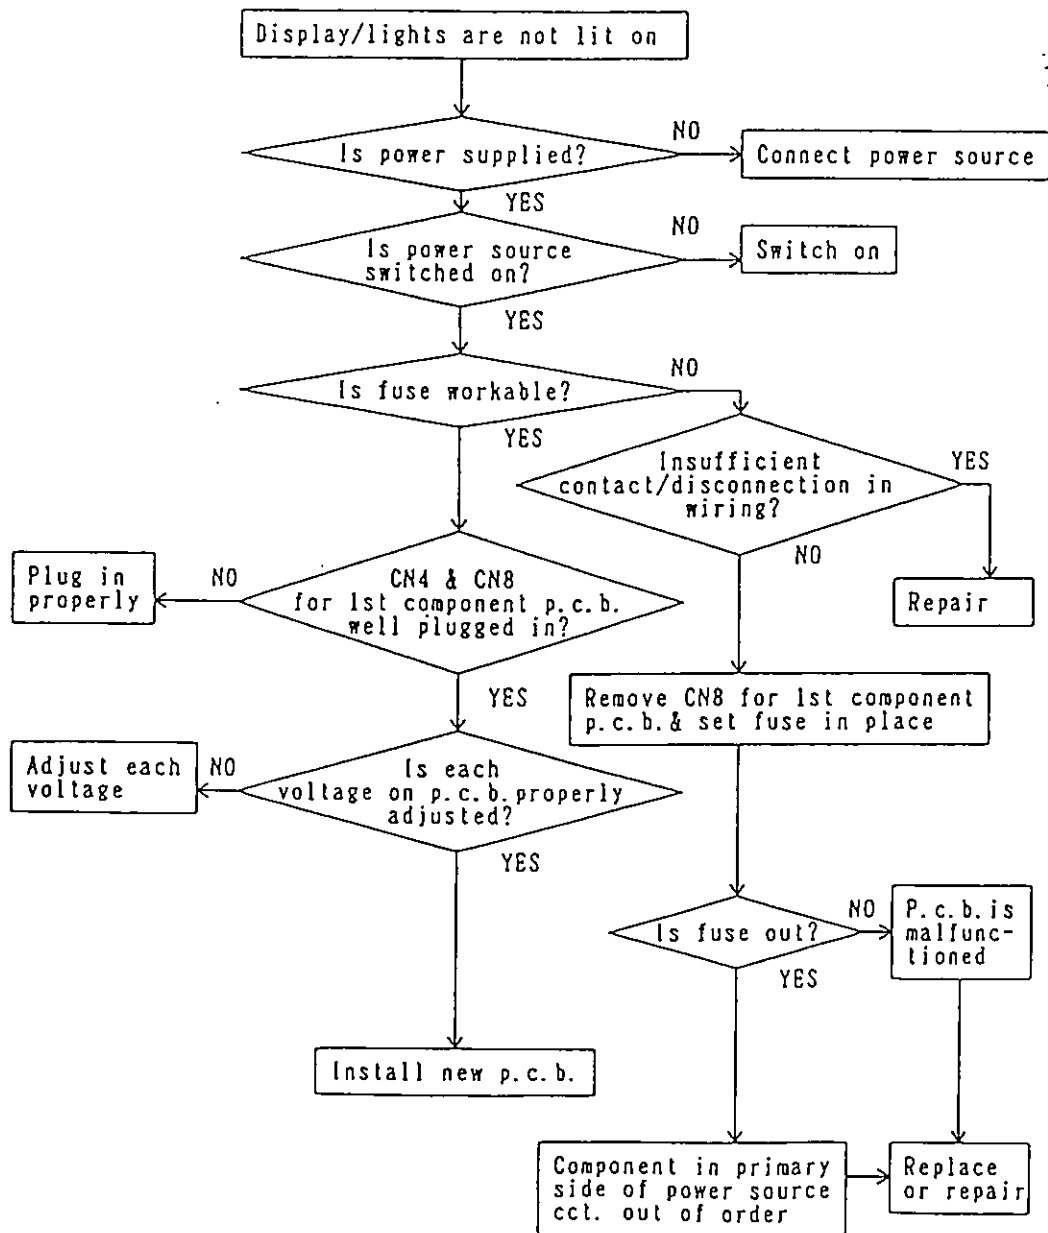 Display/lights are not lit on
Is power supplied?
NO
Connect power source
YES
Is power source
switched on?
NO
Switch on
YES
Is fuse workable?
NO
YES
Insufficient
contact/disconnection in
wiring?
YES
NO
Repair
CN4 & CN8
for 1st component p.c.b.
well plugged in?
NO
Plug in
properly
YES
Remove CN8 for 1st component
p.c.b.& set fuse in place
Is each
voltage on p.c.b.properly
adjusted?
NO
Adjust each
voltage
YES
Is fuse out?
NO
P.c.b.is
malfunc-
tioned
YES
Install new p.c.b.
Component in primary
side of power source
cct. out of order
Replace
or repair